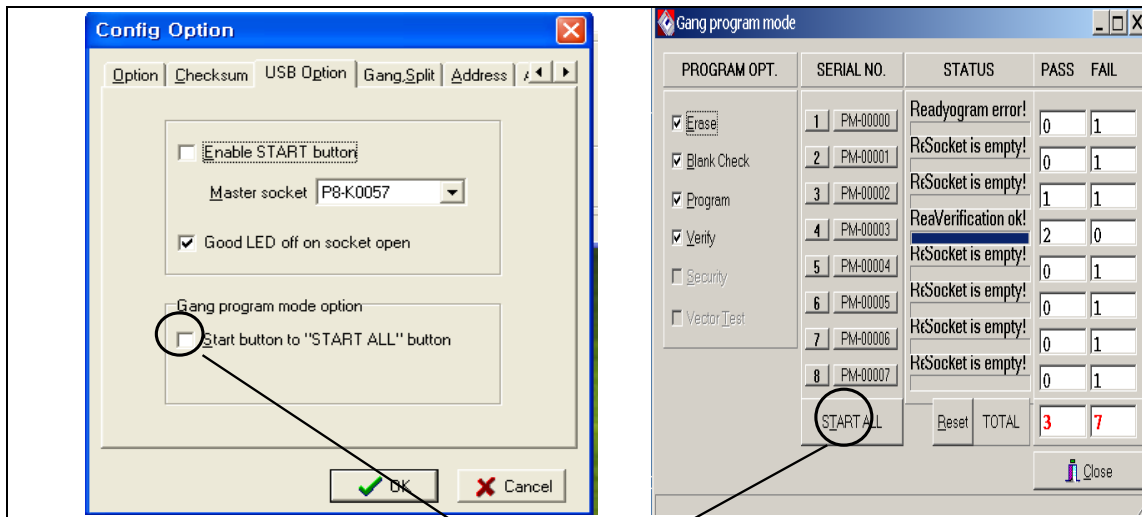 Config Option
Option Checksum USB Option Gang,Split Address
Enable START button
Master socket P8-K0057
Good LED off on socket open
Gang program mode option
Start button to "START ALL" button
OK Cancel
Gang program mode
PROGRAM OPT. SERIAL NO. STATUS PASS FAIL
Erase
Blank Check
Program
Verify
Security
Vector Test
1 PM-00000 Readyogram error! 0 1
2 PM-00001 ReSocket is empty! 0 1
3 PM-00002 ReSocket is empty! 1 1
4 PM-00003 ReaVerification ok! 2 0
5 PM-00004 ReSocket is empty! 0 1
6 PM-00005 ReSocket is empty! 0 1
7 PM-00006 ReSocket is empty! 0 1
8 PM-00007 ReSocket is empty! 0 1
START ALL Reset TOTAL 3 7
Close